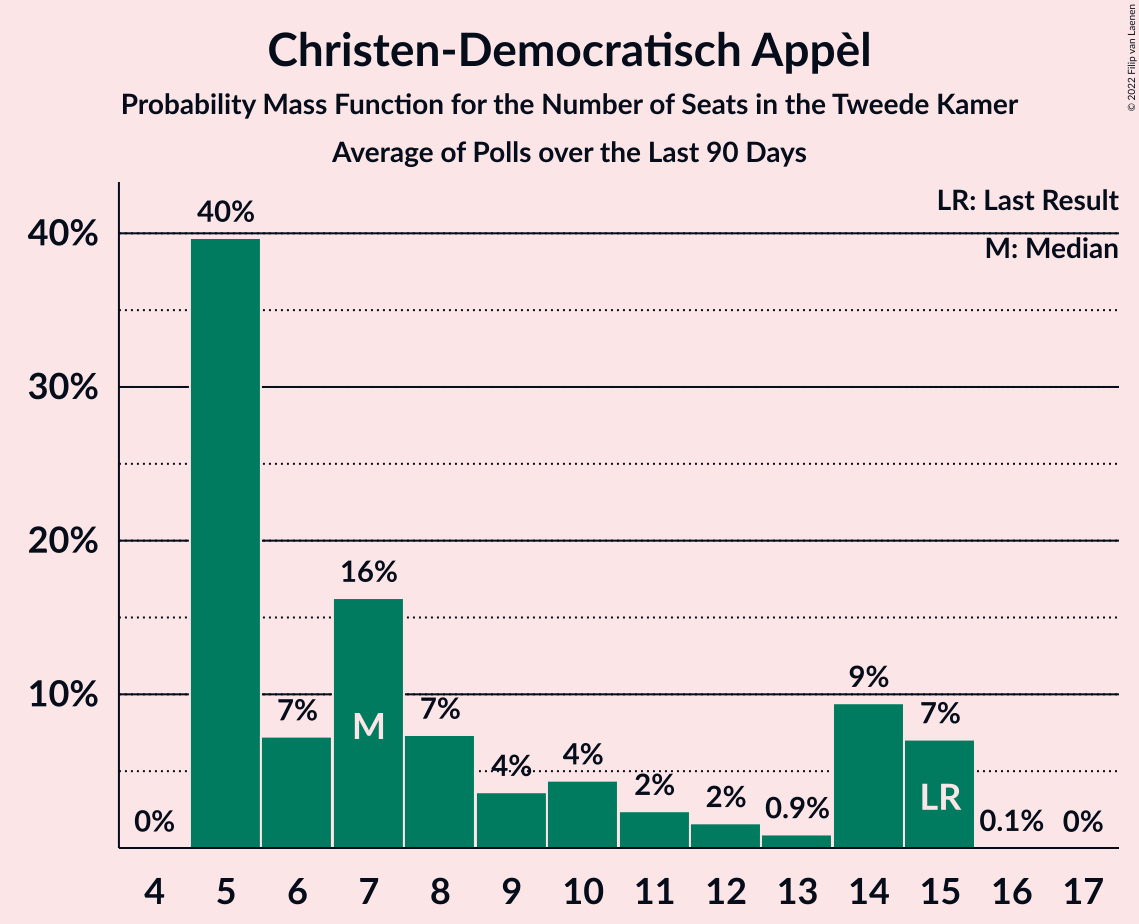 Christen-Democratisch Appèl
Probability Mass Function for the Number of Seats in the Tweede Kamer
Average of Polls over the Last 90 Days
© 2022 Filip van Laenen
LR: Last Result
M: Median
40%
30%
20%
10%
0%
40%
7%
16%
7%
4%
4%
2%
2%
0.9%
9%
7%
0.1%
0%
M
LR
4 5 6 7 8 9 10 11 12 13 14 15 16 17